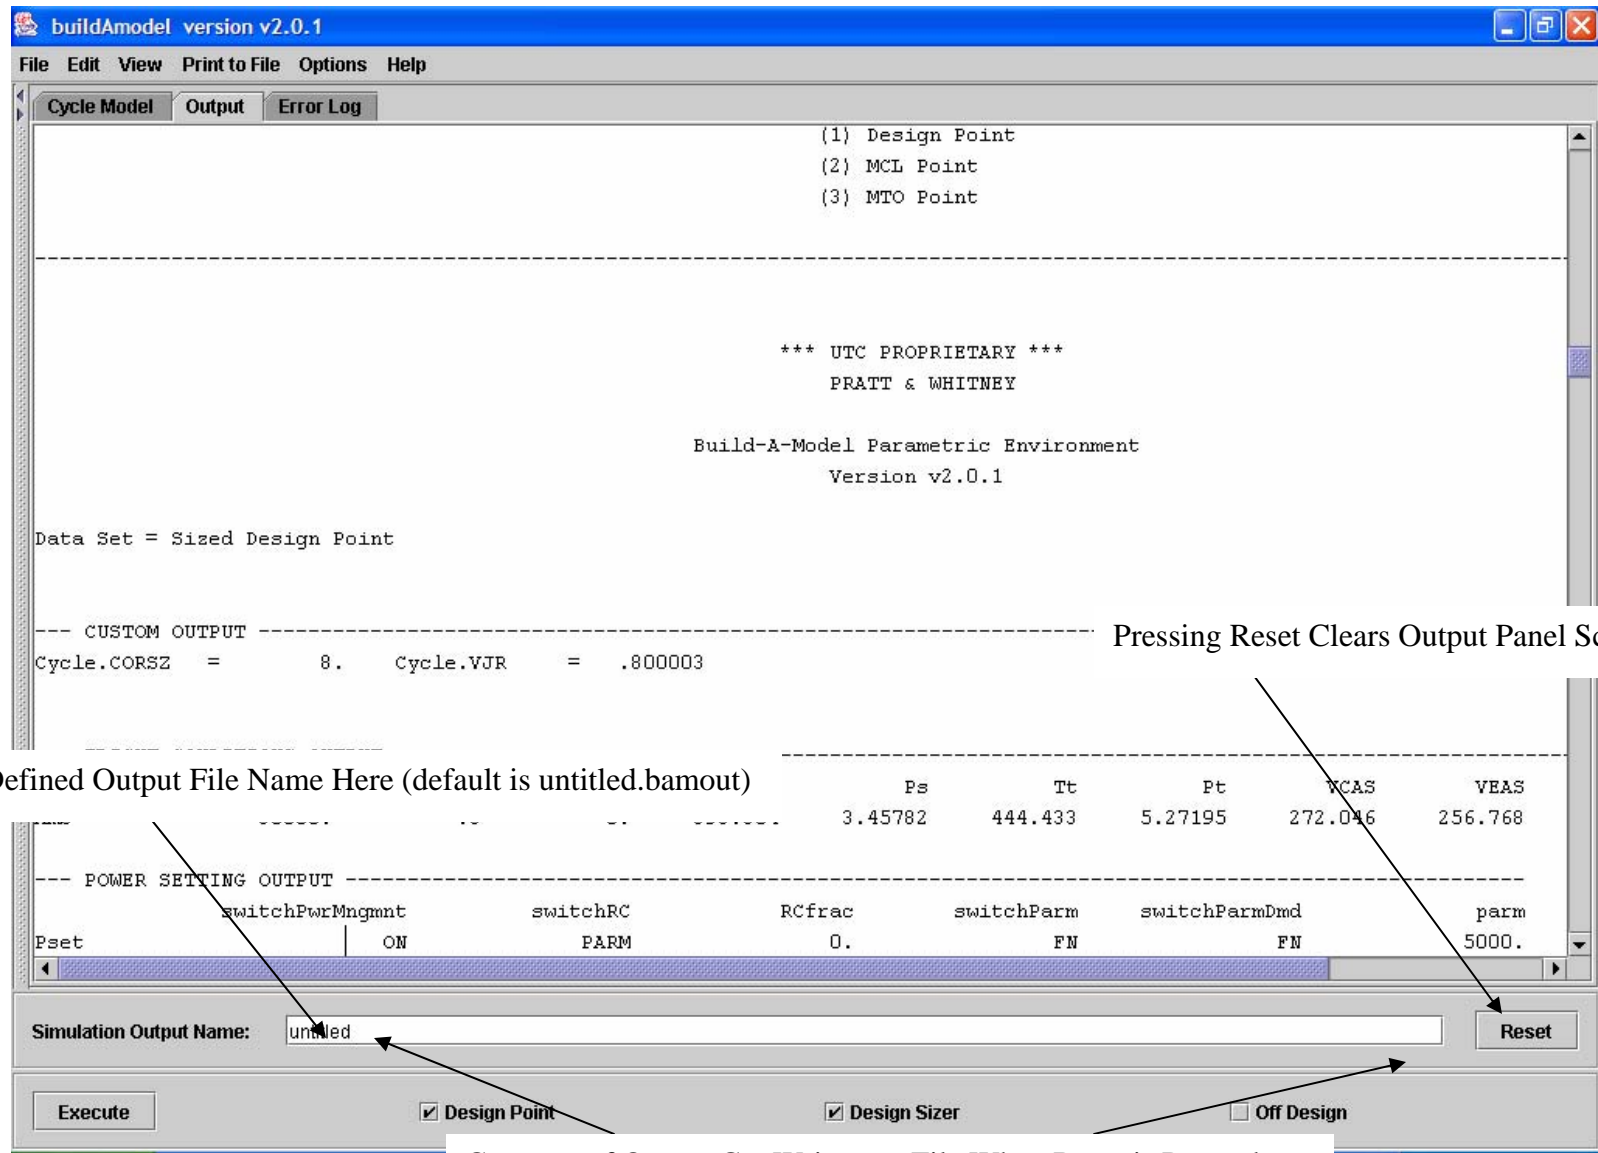 buildAmodel version v2.0.1
File Edit View Print to File Options Help
Cycle Model Output Error Log
(1) Design Point
(2) MCL Point
(3) MTO Point
*** UTC PROPRIETARY ***
PRATT & WHITNEY
Build-A-Model Parametric Environment
Version v2.0.1
Data Set = Sized Design Point
--- CUSTOM OUTPUT ---
Pressing Reset Clears Output Panel
Cycle.CORSZ = 8. Cycle.VJR = .800003
Defined Output File Name Here (default is untitled.bamout)
Ps Tt Pt VCAS VEAS
3.45782 444.433 5.27195 272.046 256.768
--- POWER SETTING OUTPUT ---
switchPwrMngmnt switchRC RCfrac switchParm switchParmDmd parm
Pset ON PARM 0. FN FN 5000.
Simulation Output Name: untitled Reset
Execute Design Point Design Sizer Off Design